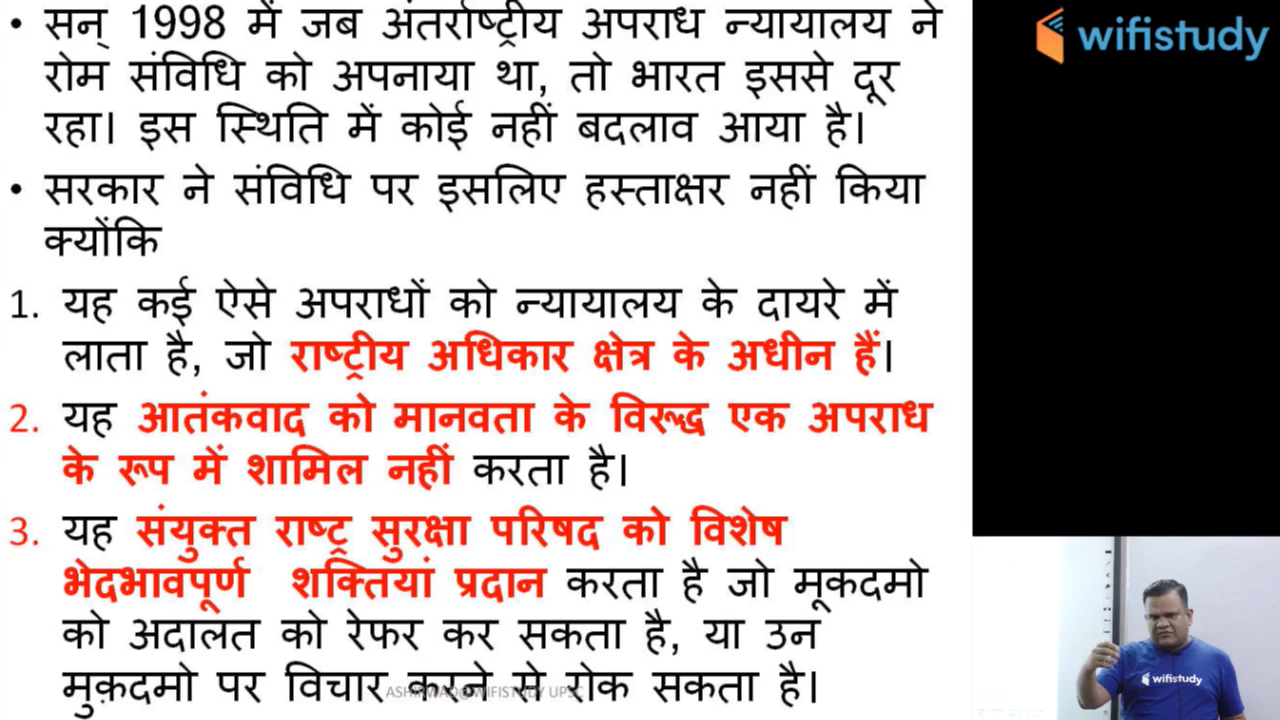 • सन् 1998 में जब अंतर्राष्ट्रीय अपराध न्यायालय ने
रोम संविधि को अपनाया था, तो भारत इससे दूर
रहा। इस स्थिति में कोई नहीं बदलाव आया है।
• सरकार ने संविधि पर इसलिए हस्ताक्षर नहीं किया
क्योंकि
1. यह कई ऐसे अपराधों को न्यायालय के दायरे में
लाता है, जो राष्ट्रीय अधिकार क्षेत्र के अधीन हैं।
2. यह आतंकवाद को मानवता के विरूद्ध एक अपराध
के रूप में शामिल नहीं करता है।
3. यह संयुक्त राष्ट्र सुरक्षा परिषद को विशेष
भेदभावपूर्ण शक्तियां प्रदान करता है जो मूकदमो
को अदालत को रेफर कर सकता है, या उन
मुक़दमो पर विचार करने से रोक सकता है।
ASHIRWAD@WIFISTUDY UPSC
wifistudy
wifistudy